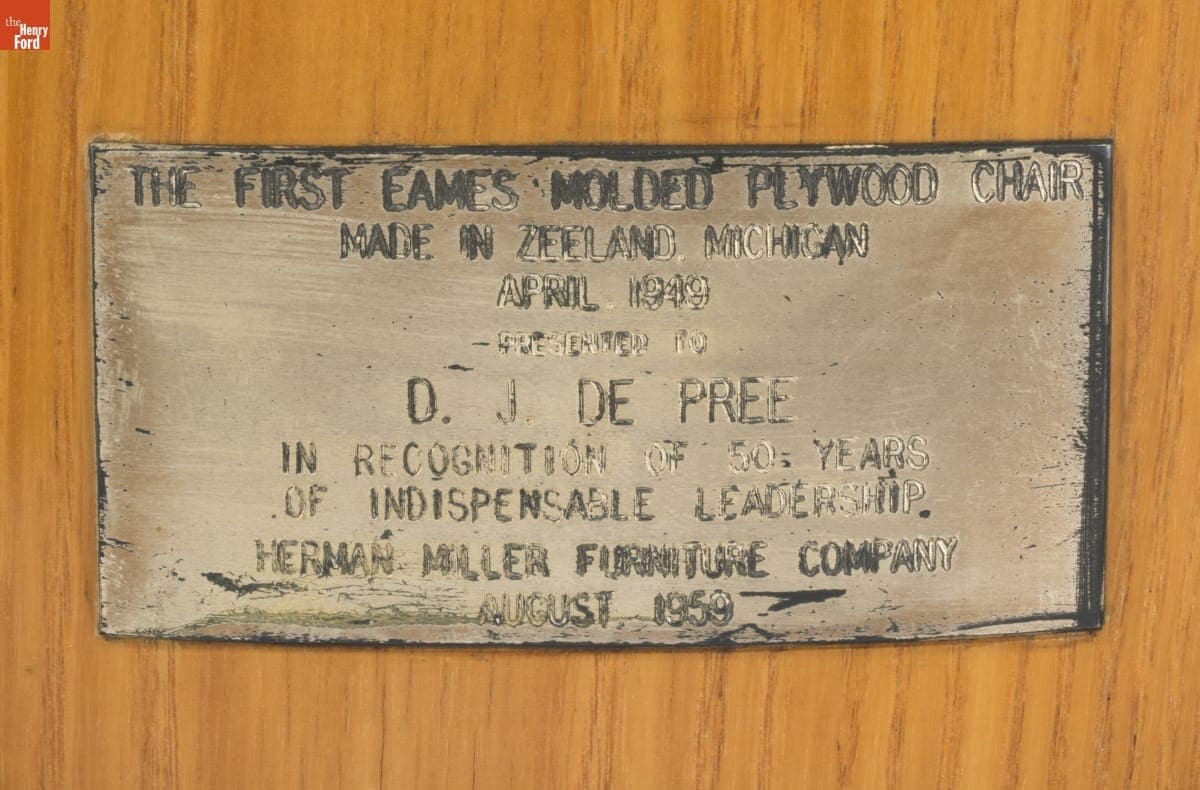 the
Henry
Ford
THE FIRST EAMES MOLDED PLYWOOD CHAIR
MADE IN ZEELAND, MICHIGAN
APRIL 1949
PRESENTED TO
D. J. DE PREE
IN RECOGNITION OF 50 YEARS
OF INDISPENSABLE LEADERSHIP.
HERMAN MILLER FURNITURE COMPANY
AUGUST 1959